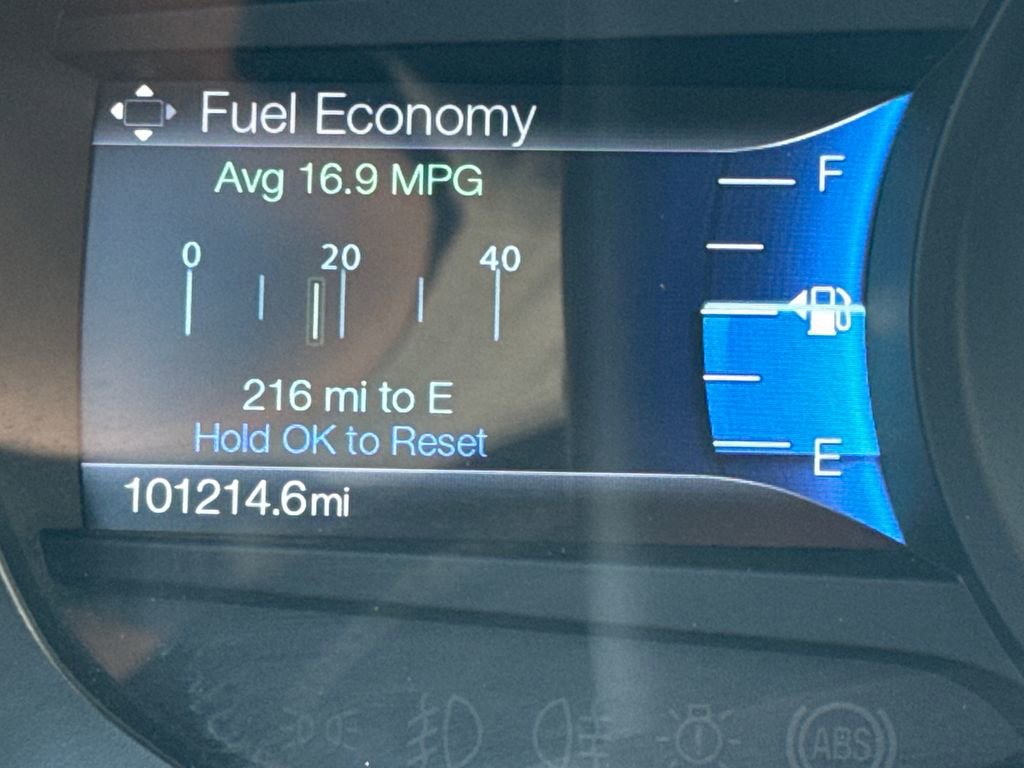 Fuel Economy
Avg 16.9 MPG
F
0 20 40
216 mi to E
Hold OK to Reset
E
101214.6mi
ABS